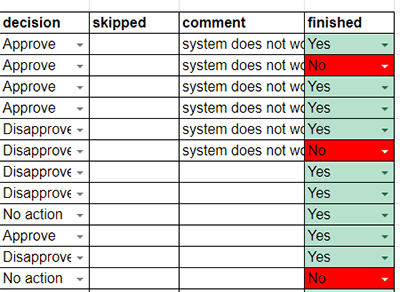 decision skipped comment finished
Approve system does not wo Yes
Approve system does not wo No
Approve system does not wo Yes
Approve system does not wo Yes
Disapprove system does not wo Yes
Disapprove system does not wo No
Disapprove Yes
Disapprove Yes
No action Yes
Approve Yes
Disapprove Yes
No action No